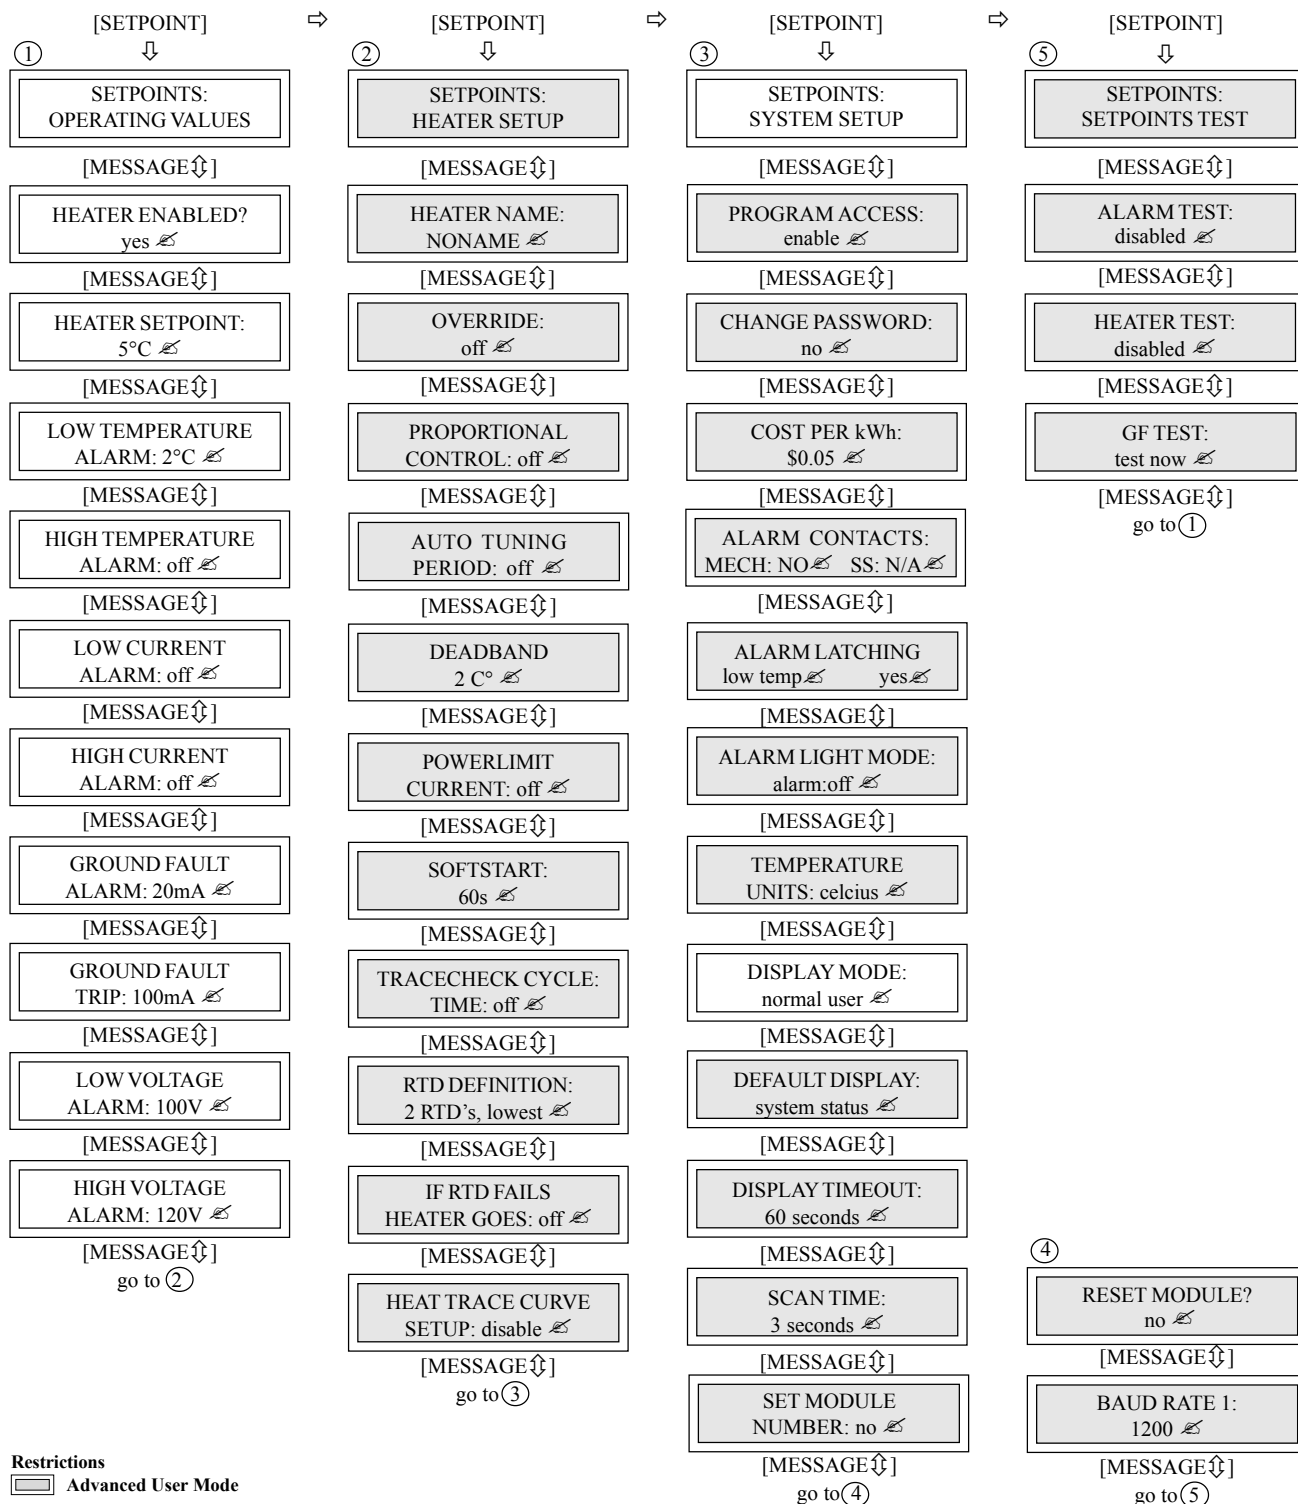 [SETPOINT]
①
SETPOINTS:
OPERATING VALUES
[MESSAGE⇕]
HEATER ENABLED?
yes
[MESSAGE⇕]
HEATER SETPOINT:
5°C
[MESSAGE⇕]
LOW TEMPERATURE
ALARM: 2°C
[MESSAGE⇕]
HIGH TEMPERATURE
ALARM: off
[MESSAGE⇕]
LOW CURRENT
ALARM: off
[MESSAGE⇕]
HIGH CURRENT
ALARM: off
[MESSAGE⇕]
GROUND FAULT
ALARM: 20mA
[MESSAGE⇕]
GROUND FAULT
TRIP: 100mA
[MESSAGE⇕]
LOW VOLTAGE
ALARM: 100V
[MESSAGE⇕]
HIGH VOLTAGE
ALARM: 120V
[MESSAGE⇕]
go to ②
[SETPOINT]
②
SETPOINTS:
HEATER SETUP
[MESSAGE⇕]
HEATER NAME:
NONAME
[MESSAGE⇕]
OVERRIDE:
off
[MESSAGE⇕]
PROPORTIONAL
CONTROL: off
[MESSAGE⇕]
AUTO TUNING
PERIOD: off
[MESSAGE⇕]
DEADBAND
2 C°
[MESSAGE⇕]
POWERLIMIT
CURRENT: off
[MESSAGE⇕]
SOFTSTART:
60s
[MESSAGE⇕]
TRACECHECK CYCLE:
TIME: off
[MESSAGE⇕]
RTD DEFINITION:
2 RTD's, lowest
[MESSAGE⇕]
IF RTD FAILS
HEATER GOES: off
[MESSAGE⇕]
HEAT TRACE CURVE
SETUP: disable
[MESSAGE⇕]
go to ③
[SETPOINT]
③
SETPOINTS:
SYSTEM SETUP
[MESSAGE⇕]
PROGRAM ACCESS:
enable
[MESSAGE⇕]
CHANGE PASSWORD:
no
[MESSAGE⇕]
COST PER kWh:
$0.05
[MESSAGE⇕]
ALARM CONTACTS:
MECH: NO SS: N/A
[MESSAGE⇕]
ALARM LATCHING
low temp yes
[MESSAGE⇕]
ALARM LIGHT MODE:
alarm:off
[MESSAGE⇕]
TEMPERATURE
UNITS: celcius
[MESSAGE⇕]
DISPLAY MODE:
normal user
[MESSAGE⇕]
DEFAULT DISPLAY:
system status
[MESSAGE⇕]
DISPLAY TIMEOUT:
60 seconds
[MESSAGE⇕]
SCAN TIME:
3 seconds
[MESSAGE⇕]
SET MODULE
NUMBER: no
[MESSAGE⇕]
go to ④
④
RESET MODULE?
no
[MESSAGE⇕]
BAUD RATE 1:
1200
[MESSAGE⇕]
go to ⑤
[SETPOINT]
⑤
SETPOINTS:
SETPOINTS TEST
[MESSAGE⇕]
ALARM TEST:
disabled
[MESSAGE⇕]
HEATER TEST:
disabled
[MESSAGE⇕]
GF TEST:
test now
[MESSAGE⇕]
go to ①
Restrictions
Advanced User Mode